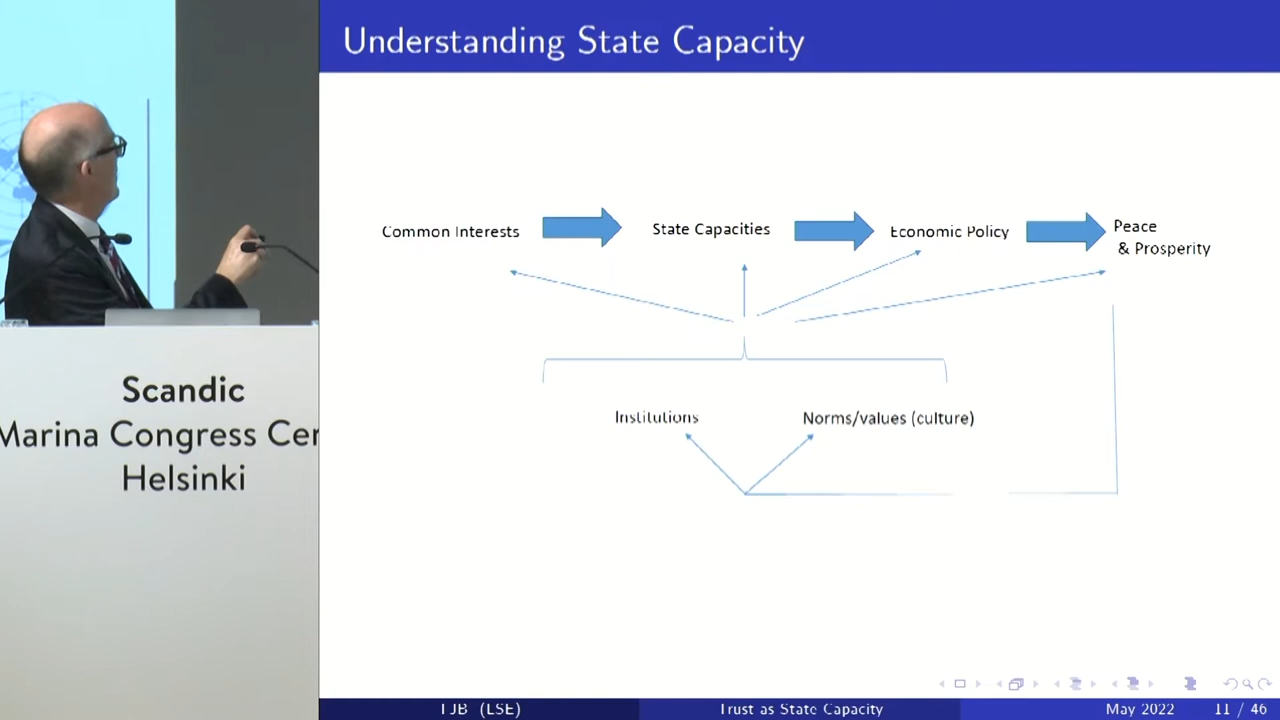 Understanding State Capacity
Common Interests
State Capacities
Economic Policy
Peace
& Prosperity
Institutions
Norms/values (culture)
Scandic
Marina Congress Cen
Helsinki
TJB (LSE)
Trust as State Capacity
May 2022
11 / 46